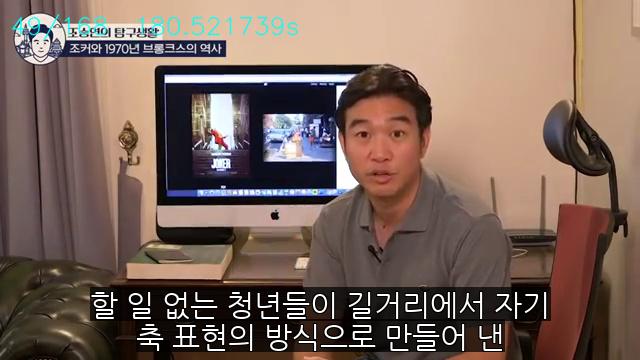 49/168 180.521739s
조승연의 탐구생활
조커와 1970년 브롱크스의 역사
JOKER
할 일 없는 청년들이 길거리에서 자기
축 표현의 방식으로 만들어 낸